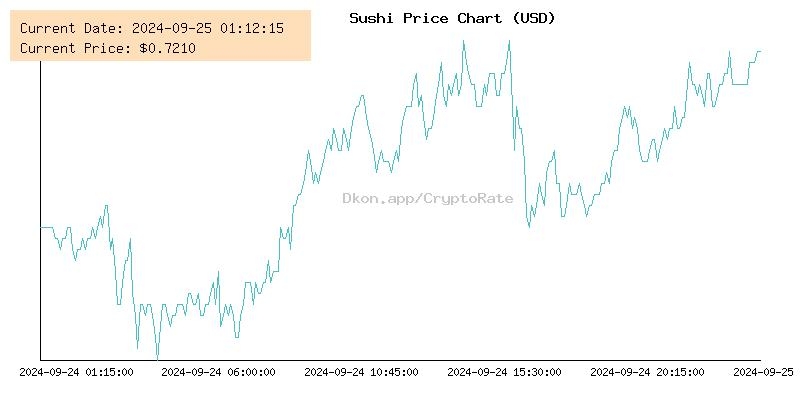 Sushi Price Chart (USD)
Current Date: 2024-09-25 01:12:15
Current Price: $0.7210
Dkon.app/CryptoRate
2024-09-24 01:15:00 2024-09-24 06:00:00 2024-09-24 10:45:00 2024-09-24 15:30:00 2024-09-24 20:15:00 2024-09-25